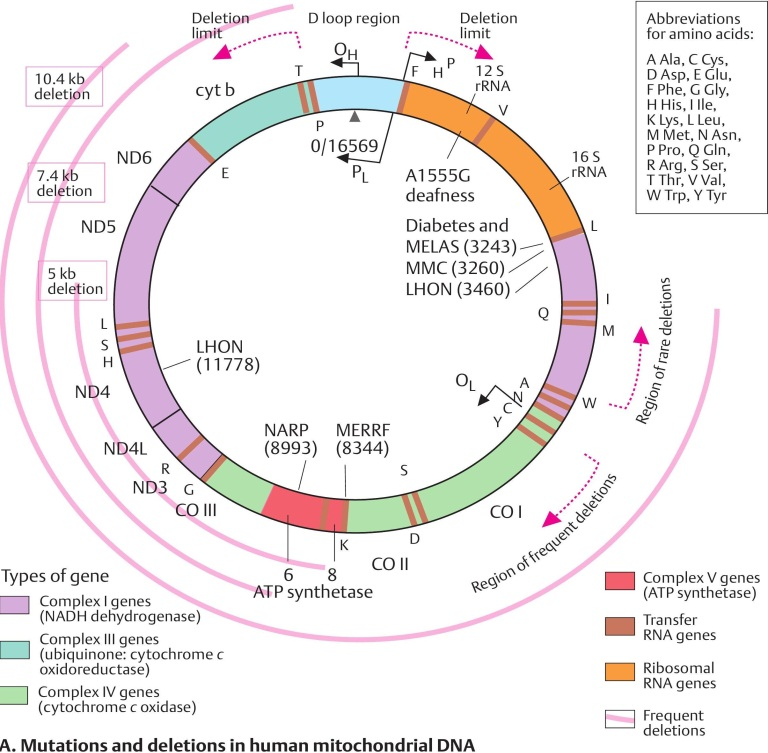 Deletion
limit
D loop region
Deletion
limit
Abbreviations
for amino acids:
A Ala, C Cys,
D Asp, E Glu,
F Phe, G Gly,
H His, I Ile,
K Lys, L Leu,
M Met, N Asn,
P Pro, Q Gln,
R Arg, S Ser,
T Thr, V Val,
W Trp, Y Tyr
OH
T
F
H
P
12 S
rRNA
V
10.4 kb
deletion
cyt b
P
0/16569
PL
E
ND6
A1555G
deafness
16 S
rRNA
7.4 kb
deletion
ND5
L
Diabetes and
MELAS (3243)
MMC (3260)
LHON (3460)
5 kb
deletion
I
Q
M
L
S
H
LHON
(11778)
Region of rare deletions
ND4
OL
A
N
C
Y
W
ND4L
NARP
(8993)
MERRF
(8344)
R
ND3
G
CO III
S
CO I
D
K
CO II
Region of frequent deletions
6
8
ATP synthetase
Types of gene
Complex I genes
(NADH dehydrogenase)
Complex III genes
(ubiquinone: cytochrome c
oxidoreductase)
Complex IV genes
(cytochrome c oxidase)
Complex V genes
(ATP synthetase)
Transfer
RNA genes
Ribosomal
RNA genes
Frequent
deletions
A. Mutations and deletions in human mitochondrial DNA